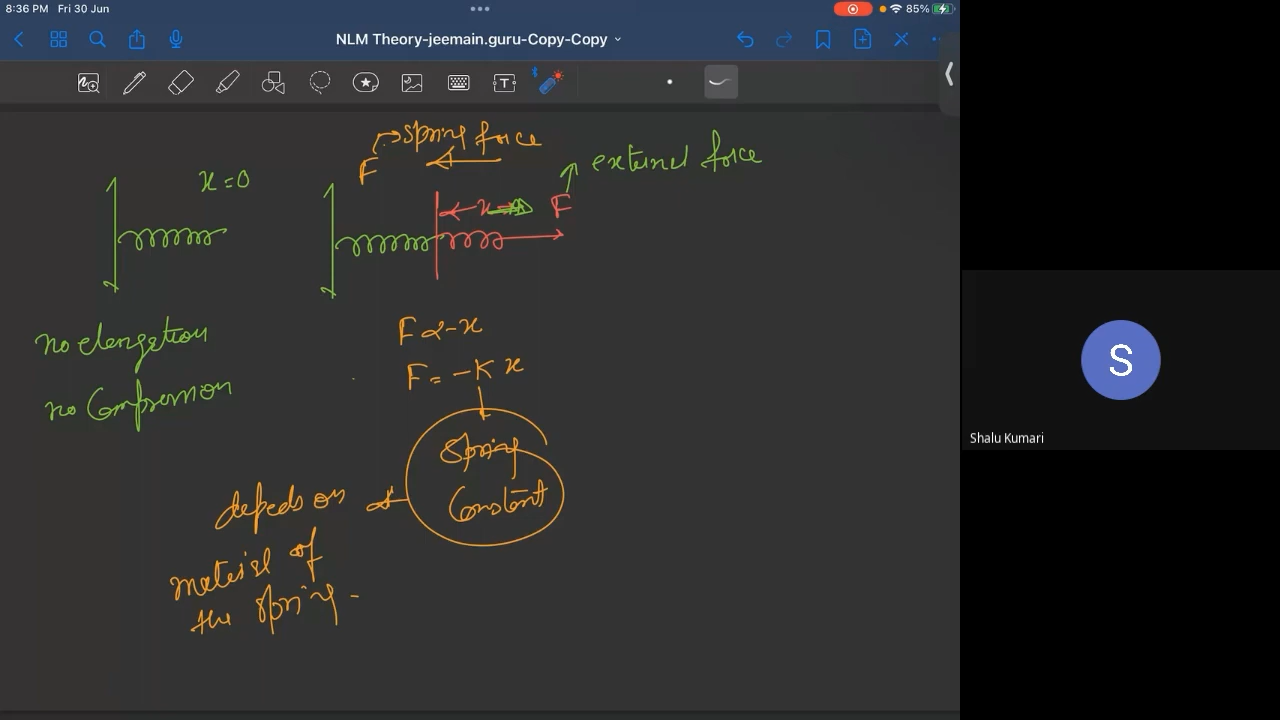 8:36 PM Fri 30 Jun
85%
NLM Theory-jeemain.guru-Copy-Copy
spring force
F
external force
x = 0
x
F
no elongation
no Compression
F ∝ -x
F = -K x
Spring
Constant
depends on
material of
the spring
S
Shalu Kumari